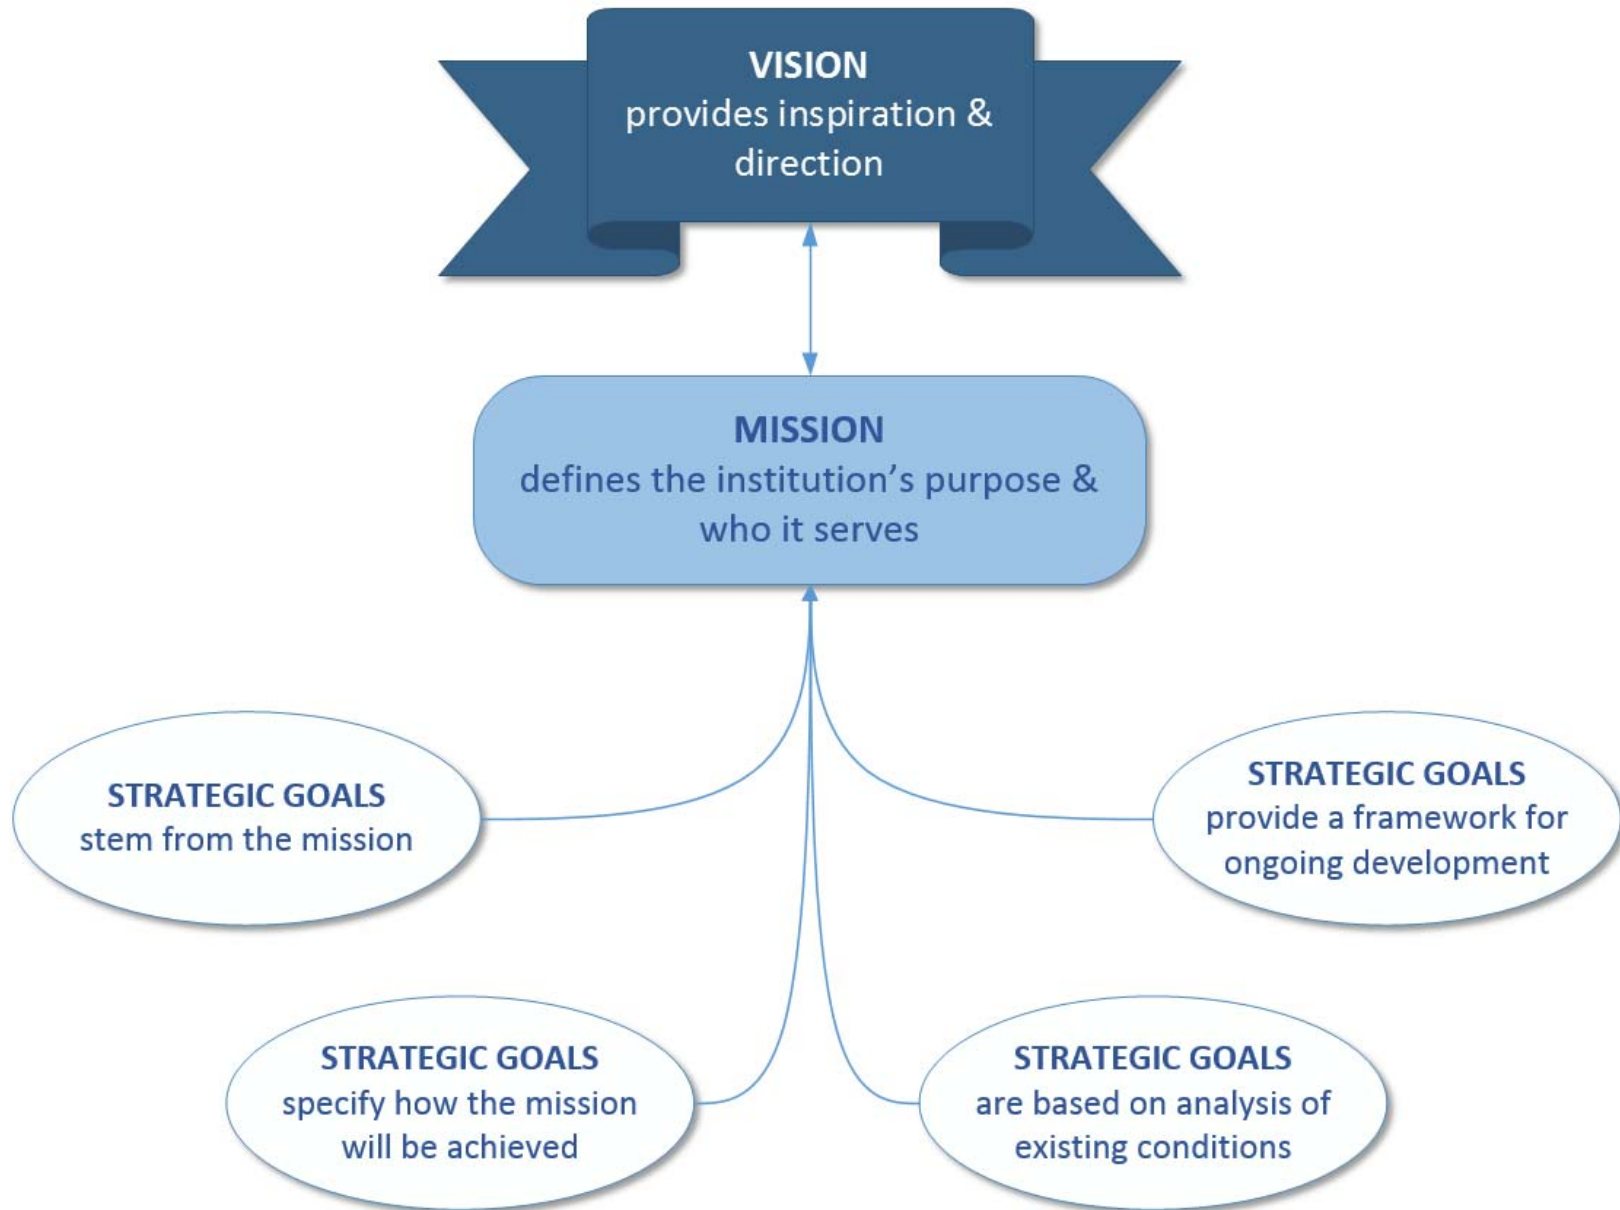 VISION
provides inspiration &
direction
MISSION
defines the institution’s purpose &
who it serves
STRATEGIC GOALS
stem from the mission
STRATEGIC GOALS
provide a framework for
ongoing development
STRATEGIC GOALS
specify how the mission
will be achieved
STRATEGIC GOALS
are based on analysis of
existing conditions